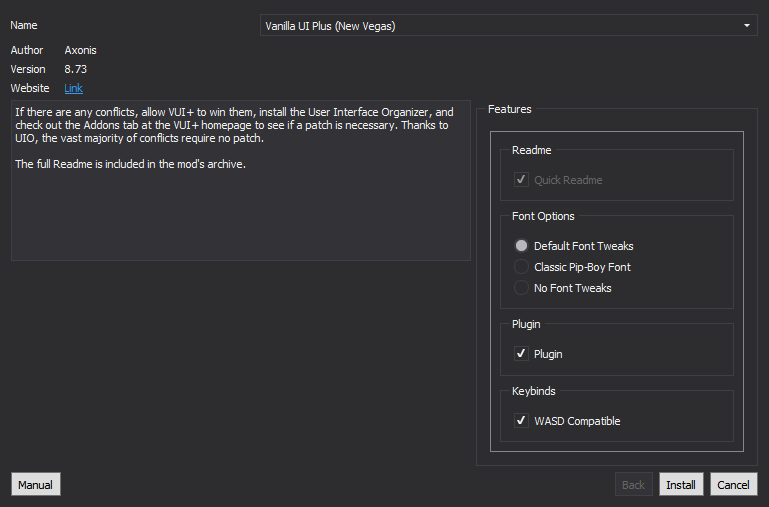 Name
Vanilla UI Plus (New Vegas)
Author Axonis
Version 8.73
Website Link
If there are any conflicts, allow VUI+ to win them, install the User Interface Organizer, and
check out the Addons tab at the VUI+ homepage to see if a patch is necessary. Thanks to
UIO, the vast majority of conflicts require no patch.
The full Readme is included in the mod's archive.
Features
Readme
Quick Readme
Font Options
Default Font Tweaks
Classic Pip-Boy Font
No Font Tweaks
Plugin
Plugin
Keybinds
WASD Compatible
Manual
Back
Install
Cancel